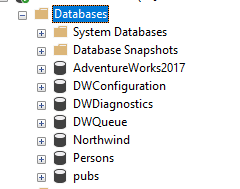 Databases
System Databases
Database Snapshots
AdventureWorks2017
DWConfiguration
DWDiagnostics
DWQueue
Northwind
Persons
pubs